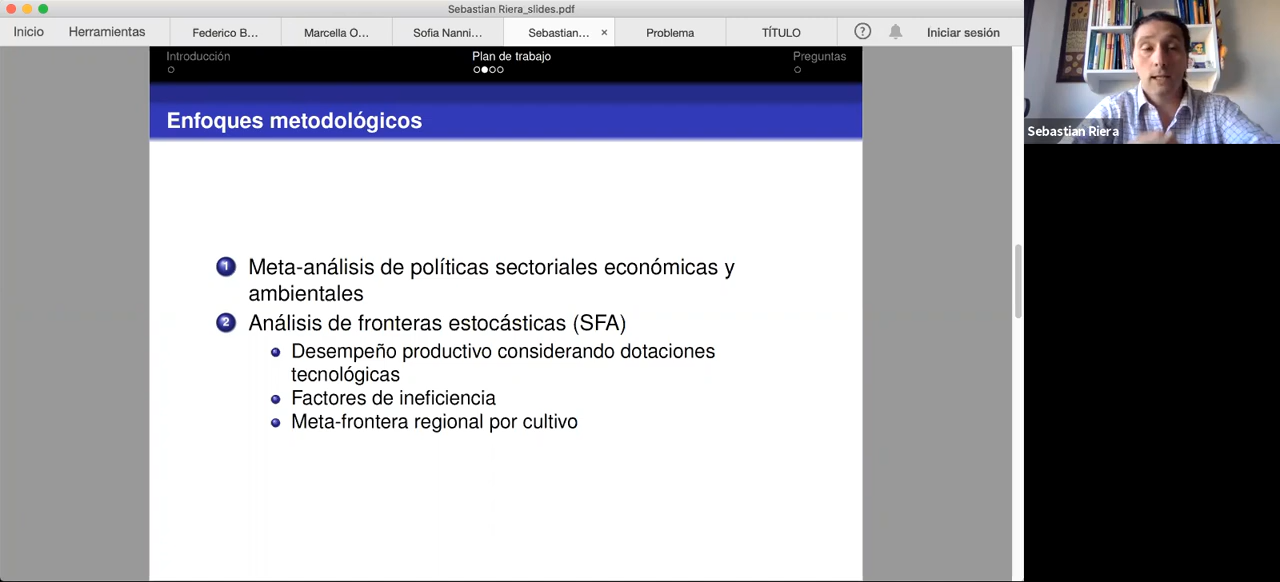 Sebastian Riera_slides.pdf
Inicio
Herramientas
Federico B...
Marcella O...
Sofia Nanni...
Sebastian...
×
Problema
TÍTULO
?
Iniciar sesión
Introducción
Plan de trabajo
Preguntas
Enfoques metodológicos
1 Meta-análisis de políticas sectoriales económicas y
ambientales
2 Análisis de fronteras estocásticas (SFA)
Desempeño productivo considerando dotaciones
tecnológicas
Factores de ineficiencia
Meta-frontera regional por cultivo
Sebastian Riera